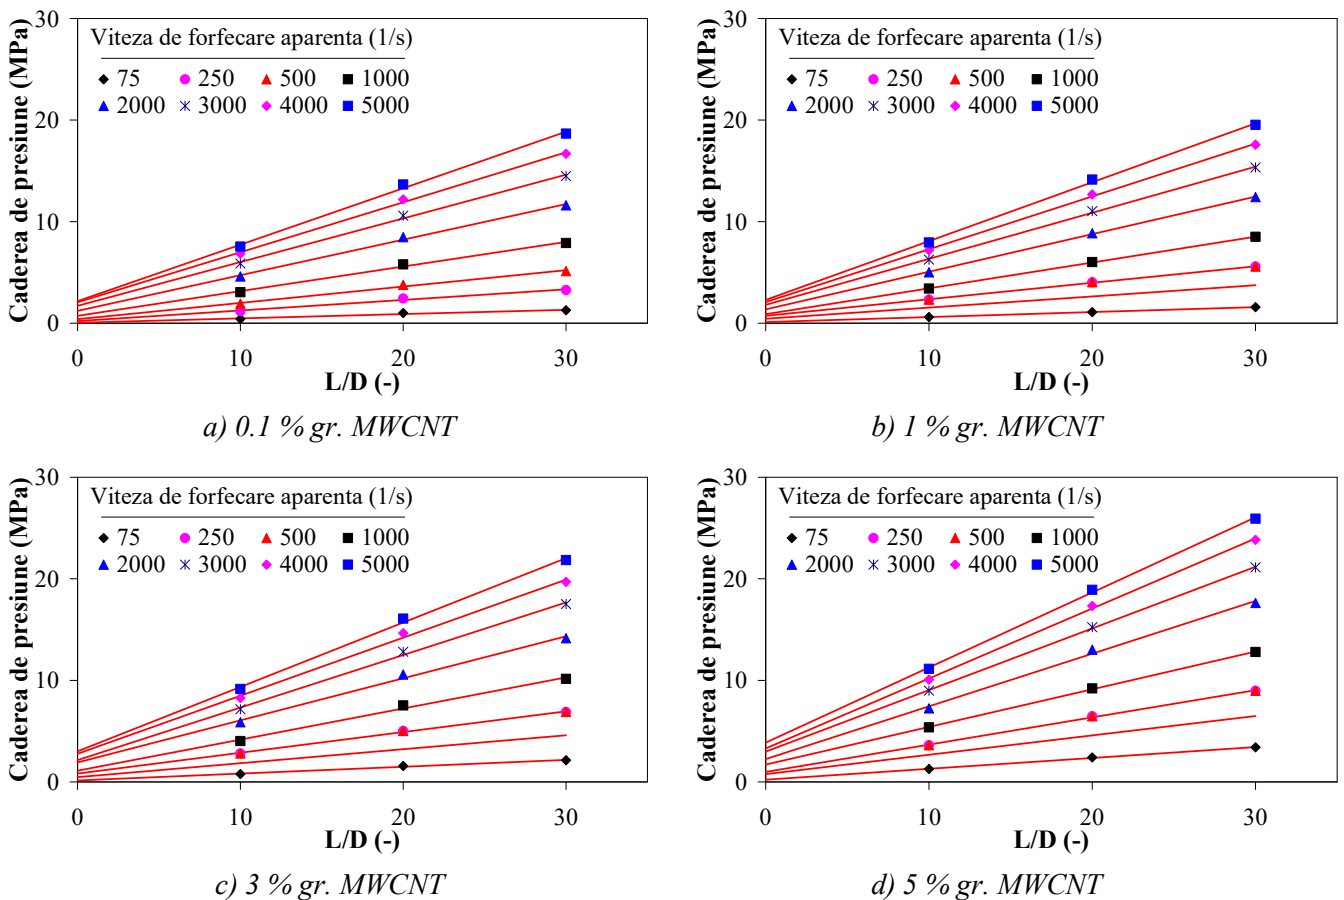 Caderea de presiune (MPa)
30
20
10
0
Viteza de forfecare aparenta (1/s)
75 250 500 1000
2000 3000 4000 5000
0 10 20 30
L/D (-)
a) 0.1 % gr. MWCNT
Caderea de presiune (MPa)
30
20
10
0
Viteza de forfecare aparenta (1/s)
75 250 500 1000
2000 3000 4000 5000
0 10 20 30
L/D (-)
b) 1 % gr. MWCNT
Caderea de presiune (MPa)
30
20
10
0
Viteza de forfecare aparenta (1/s)
75 250 500 1000
2000 3000 4000 5000
0 10 20 30
L/D (-)
c) 3 % gr. MWCNT
Caderea de presiune (MPa)
30
20
10
0
Viteza de forfecare aparenta (1/s)
75 250 500 1000
2000 3000 4000 5000
0 10 20 30
L/D (-)
d) 5 % gr. MWCNT